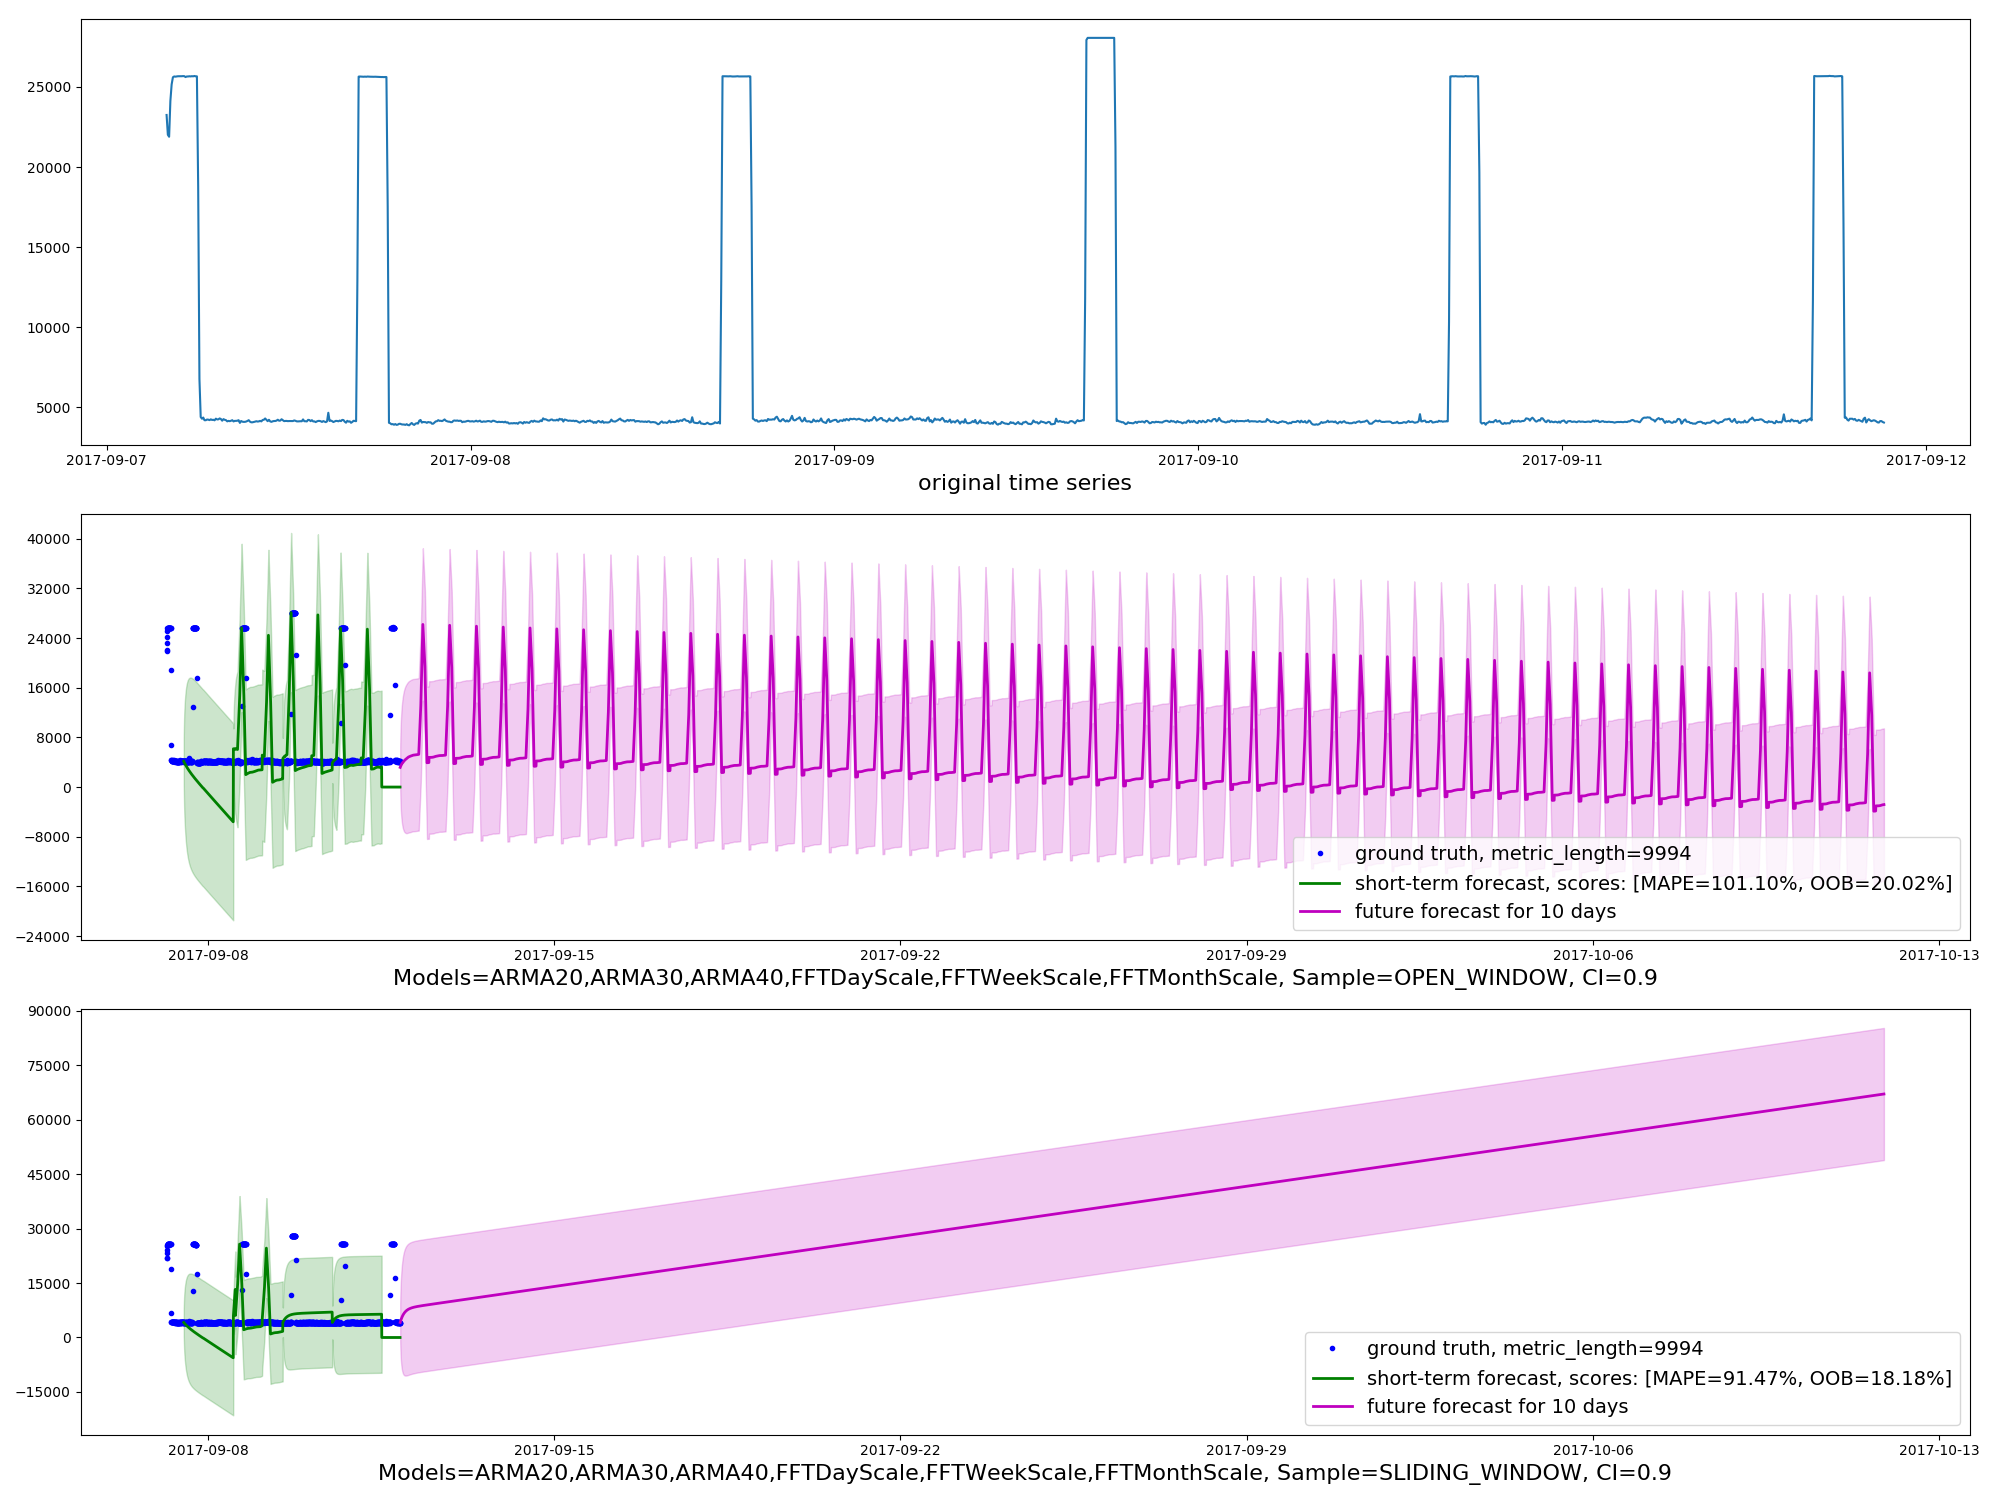 25000
20000
15000
10000
5000
2017-09-07 2017-09-08 2017-09-09 2017-09-10 2017-09-11 2017-09-12
original time series
40000
32000
24000
16000
8000
0
−8000
−16000
−24000
ground truth, metric_length=9994
short-term forecast, scores: [MAPE=101.10%, OOB=20.02%]
future forecast for 10 days
2017-09-08 2017-09-15 2017-09-22 2017-09-29 2017-10-06 2017-10-13
Models=ARMA20,ARMA30,ARMA40,FFTDayScale,FFTWeekScale,FFTMonthScale, Sample=OPEN_WINDOW, CI=0.9
90000
75000
60000
45000
30000
15000
0
−15000
ground truth, metric_length=9994
short-term forecast, scores: [MAPE=91.47%, OOB=18.18%]
future forecast for 10 days
2017-09-08 2017-09-15 2017-09-22 2017-09-29 2017-10-06 2017-10-13
Models=ARMA20,ARMA30,ARMA40,FFTDayScale,FFTWeekScale,FFTMonthScale, Sample=SLIDING_WINDOW, CI=0.9